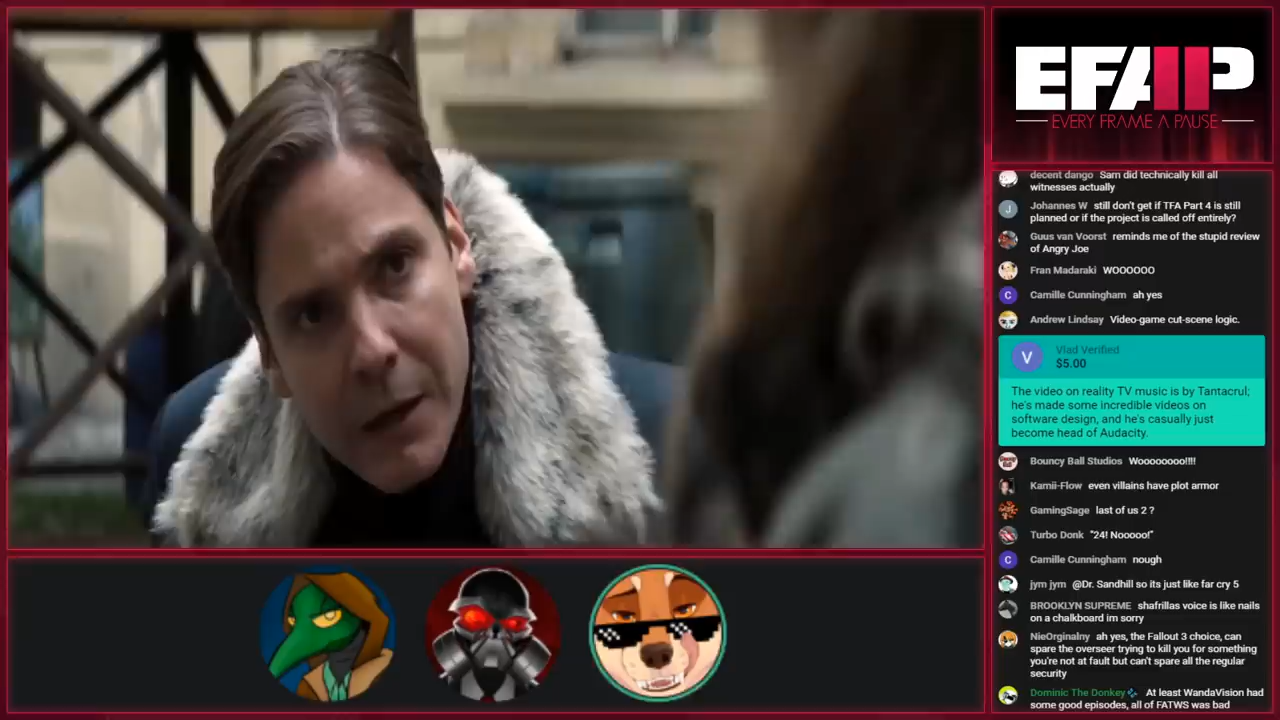 EFAP
EVERY FRAME A PAUSE
decent dango Sam did technically kill all
witnesses actually
J
Johannes W still don't get if TFA Part 4 is still
planned or if the project is called off entirely?
Guus van Voorst reminds me of the stupid review
of Angry Joe
Fran Madaraki WOOOOOO
C
Camille Cunningham ah yes
Andrew Lindsay Video-game cut-scene logic.
V
Vlad Verified
$5.00
The video on reality TV music is by Tantacrul;
he's made some incredible videos on
software design, and he's casually just
become head of Audacity.
Bouncy Ball Studios Woooooooo!!!!
Kamii-Flow even villains have plot armor
GamingSage last of us 2 ?
Turbo Donk "24! Nooooo!"
C
Camille Cunningham nough
jym jym @Dr. Sandhill so its just like far cry 5
BROOKLYN SUPREME shafrillas voice is like nails
on a chalkboard im sorry
NieOrginalny ah yes, the Fallout 3 choice, can
spare the overseer trying to kill you for something
you're not at fault but can't spare all the regular
security
Dominic The Donkey At least WandaVision had
some good episodes, all of FATWS was bad